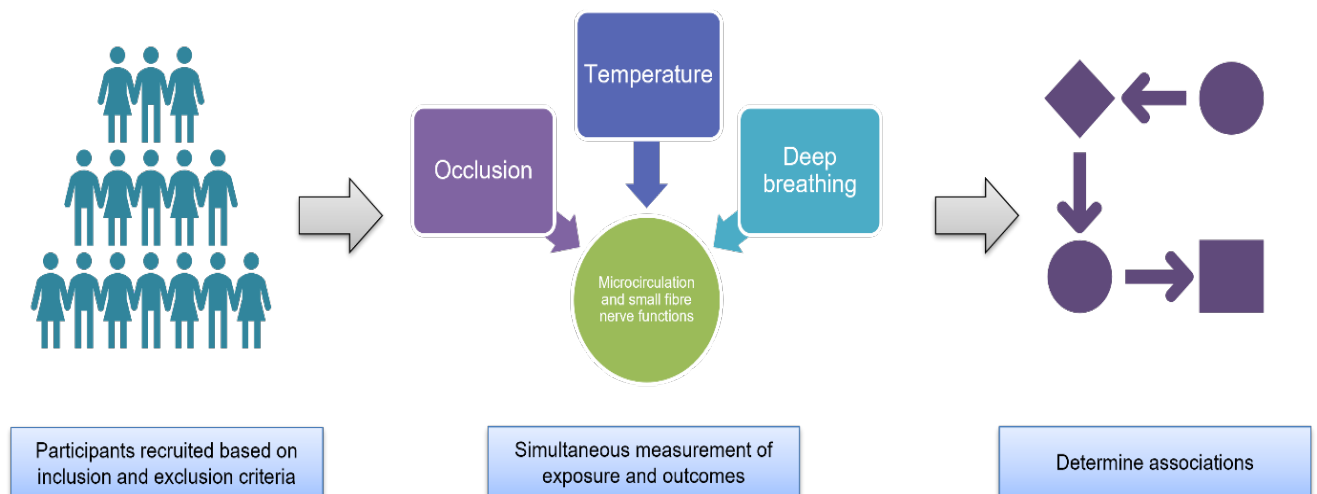 Temperature
Occlusion
Deep
breathing
Microcirculation
and small fibre
nerve functions
Participants recruited based on
inclusion and exclusion criteria
Simultaneous measurement of
exposure and outcomes
Determine associations